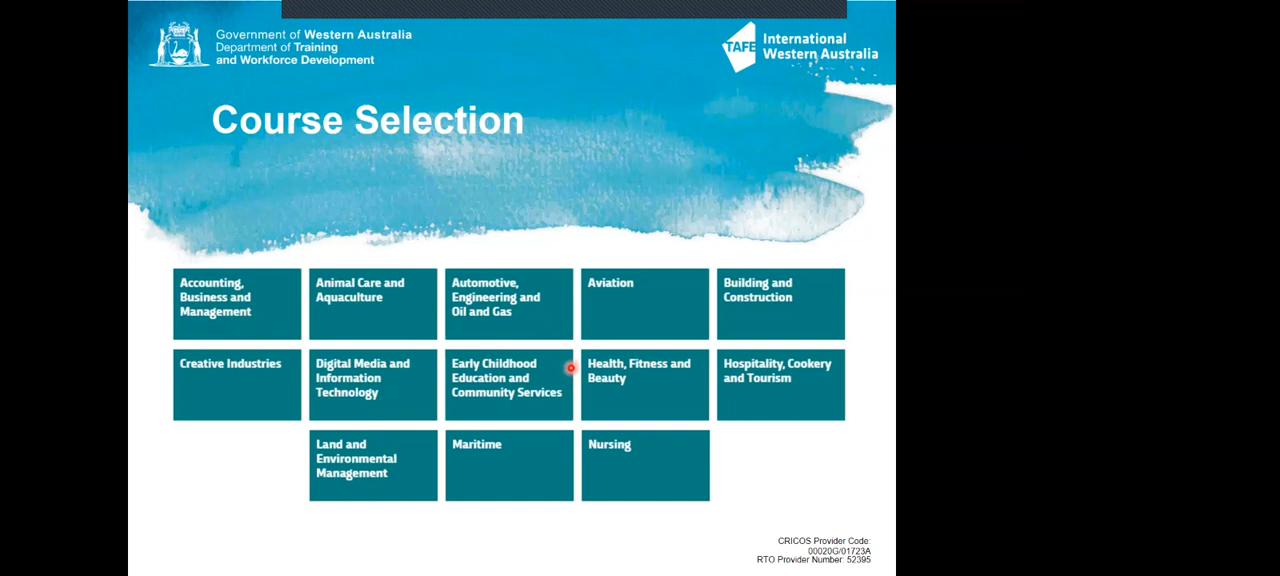 Government of Western Australia
Department of Training
and Workforce Development
TAFE
International
Western Australia
Course Selection
Accounting,
Business and
Management
Animal Care and
Aquaculture
Automotive,
Engineering and
Oil and Gas
Aviation
Building and
Construction
Creative Industries
Digital Media and
Information
Technology
Early Childhood
Education and
Community Services
Health, Fitness and
Beauty
Hospitality, Cookery
and Tourism
Land and
Environmental
Management
Maritime
Nursing
CRICOS Provider Code:
00020G/01723A
RTO Provider Number: 52395